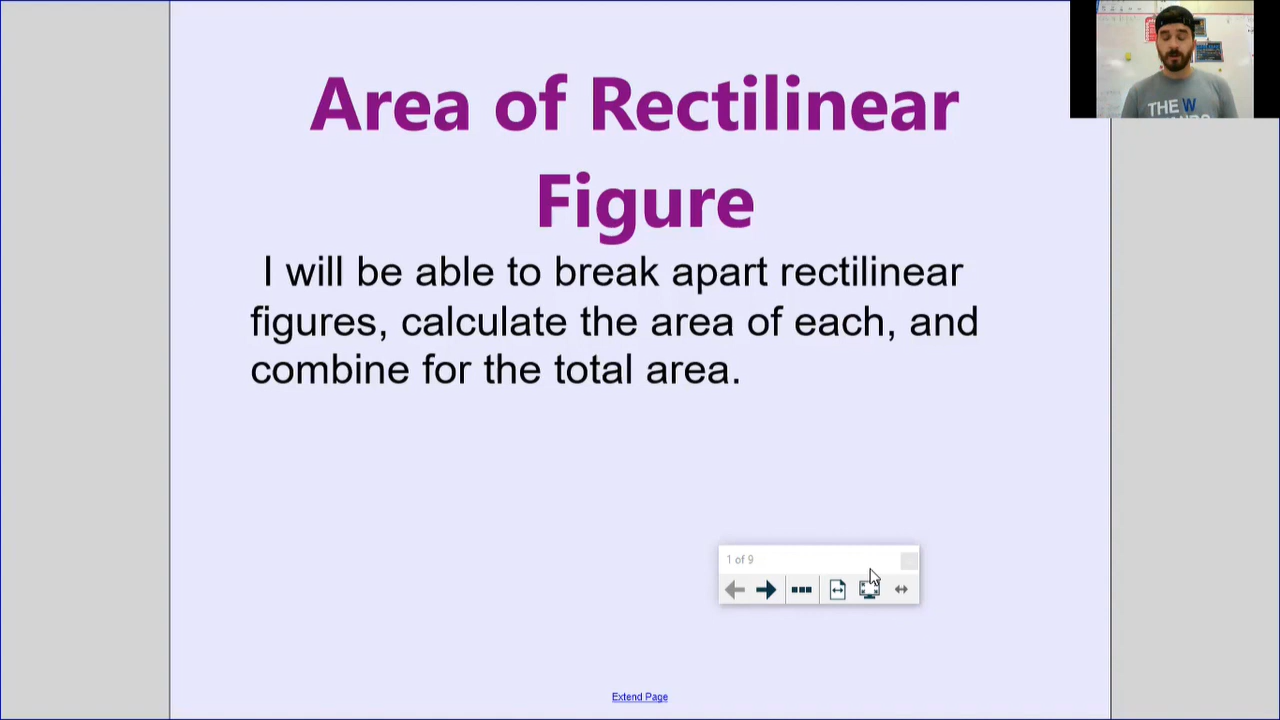 Area of Rectilinear
Figure
I will be able to break apart rectilinear
figures, calculate the area of each, and
combine for the total area.
THE W
1 of 9
Extend Page